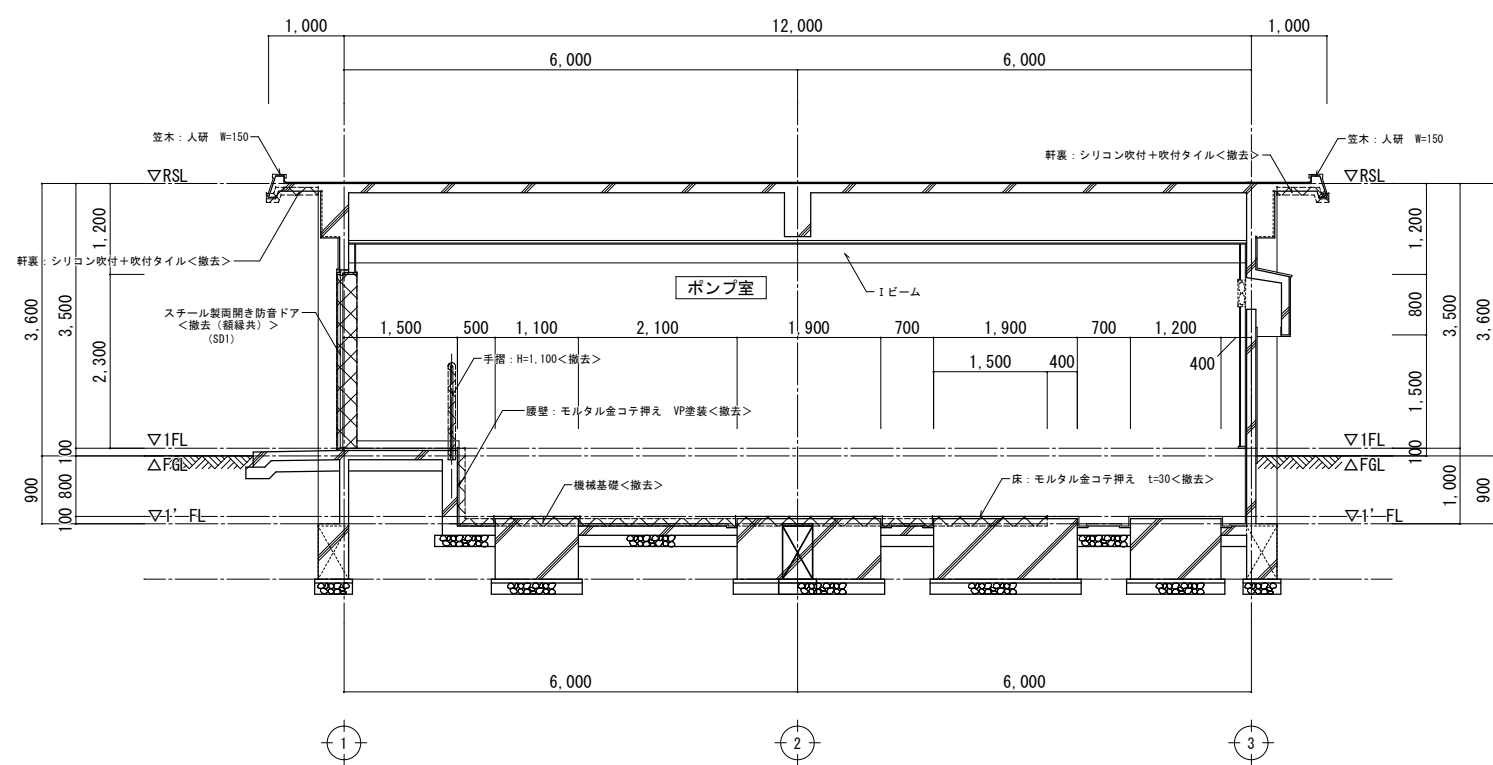 1,000
12,000
1,000
6,000
6,000
笠木：人研　W=150
笠木：人研　W=150
軒裏：シリコン吹付＋吹付タイル＜撤去＞
▽RSL
▽RSL
1,200
1,200
軒裏：シリコン吹付＋吹付タイル＜撤去＞
ポンプ室
Ｉビーム
スチール製両開き防音ドア
＜撤去（額縁共）＞
(SD1)
3,600
3,500
2,300
800
3,500
3,600
1,500
1,500
500
1,100
2,100
1,900
700
1,900
700
1,200
1,500
400
400
手摺：H=1,100＜撤去＞
腰壁：モルタル金コテ押え　VP塗装＜撤去＞
▽1FL
▽1FL
100
100
△FGL
△FGL
機械基礎＜撤去＞
床：モルタル金コテ押え　t=30＜撤去＞
900
800
100
1,000
900
▽1' FL
▽1' FL
6,000
6,000
1
2
3